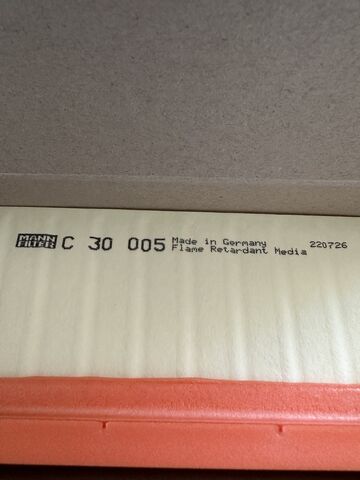 MANN FILTER C 30 005 Made in Germany 220726
Flame Retardant Media